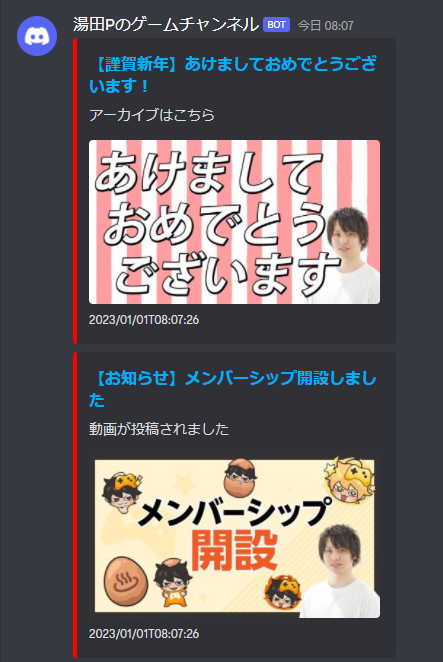 湯田Pのゲームチャンネル BOT 今日 08:07
【謹賀新年】あけましておめでとうござ
います！
アーカイブはこちら
あけまして
おめでとう
ございます
2023/01/01T08:07:26
【お知らせ】メンバーシップ開設しまし
た
動画が投稿されました
メンバーシップ
開設
2023/01/01T08:07:26